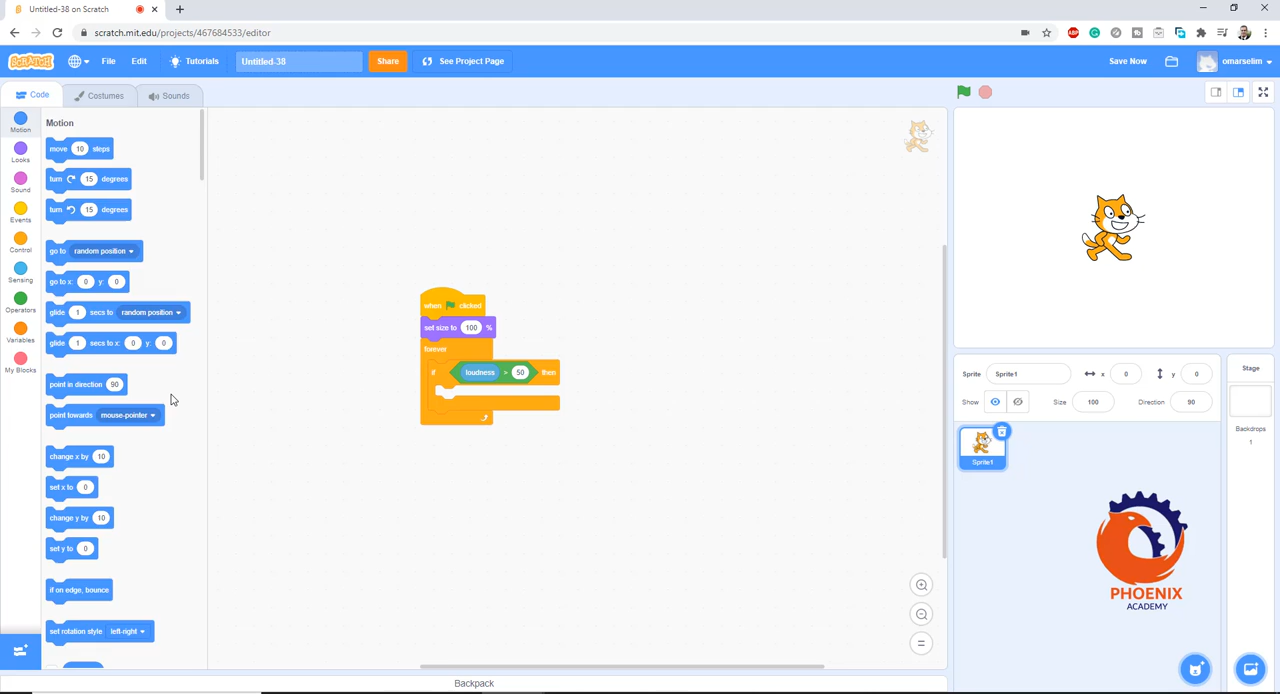 Untitled-38 on Scratch
scratch.mit.edu/projects/467684533/editor
ABP
SCRATCH
File
Edit
Tutorials
Untitled-38
Share
See Project Page
Save Now
omarselim
Code
Costumes
Sounds
Motion
Looks
Sound
Events
Control
Sensing
Operators
Variables
My Blocks
Motion
move 10 steps
turn 15 degrees
turn 15 degrees
go to random position
go to x: 0 y: 0
glide 1 secs to random position
glide 1 secs to x: 0 y: 0
point in direction 90
point towards mouse-pointer
change x by 10
set x to 0
change y by 10
set y to 0
if on edge, bounce
set rotation style left-right
when clicked
set size to 100 %
forever
if loudness > 50 then
Backpack
Sprite Sprite1 x 0 y 0
Show Size 100 Direction 90
Sprite1
Stage
Backdrops
1
PHOENIX
ACADEMY